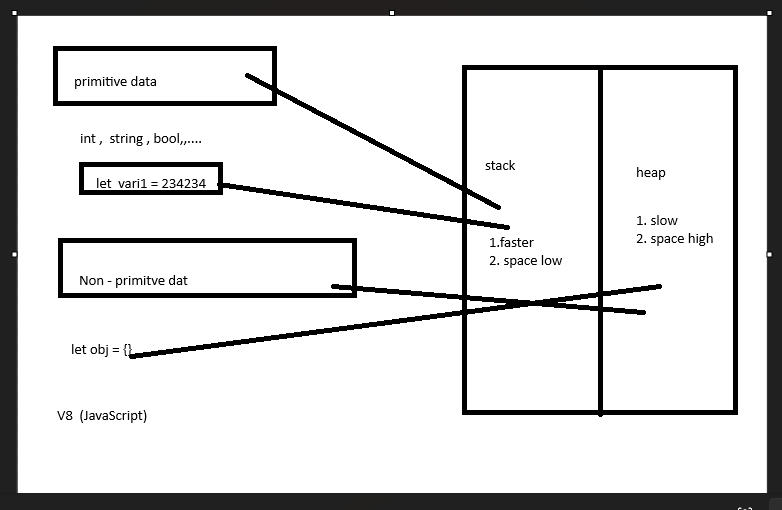 primitive data
int ,  string , bool,,....
let  vari1 = 234234
Non - primitve dat
let obj = {}
V8  (JavaScript)
stack
1.faster
2. space low
heap
1. slow
2. space high